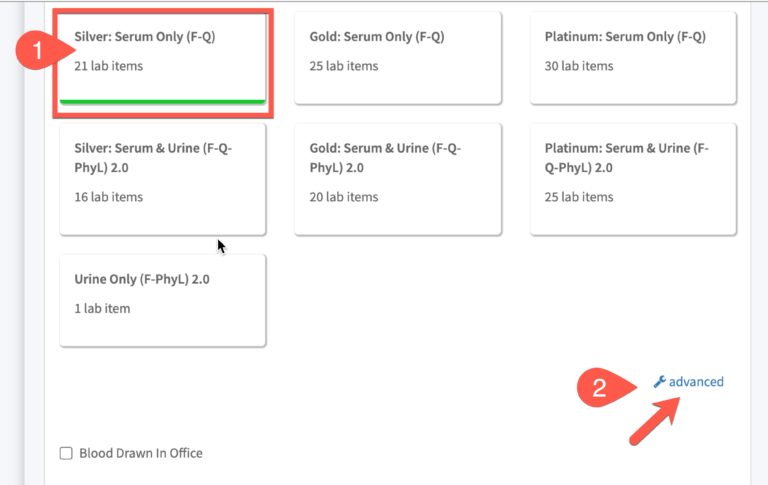 1
Silver: Serum Only (F-Q)
21 lab items
Gold: Serum Only (F-Q)
25 lab items
Platinum: Serum Only (F-Q)
30 lab items
Silver: Serum & Urine (F-Q-
PhyL) 2.0
16 lab items
Gold: Serum & Urine (F-Q-
PhyL) 2.0
20 lab items
Platinum: Serum & Urine (F-
Q-PhyL) 2.0
25 lab items
Urine Only (F-PhyL) 2.0
1 lab item
2
advanced
Blood Drawn In Office